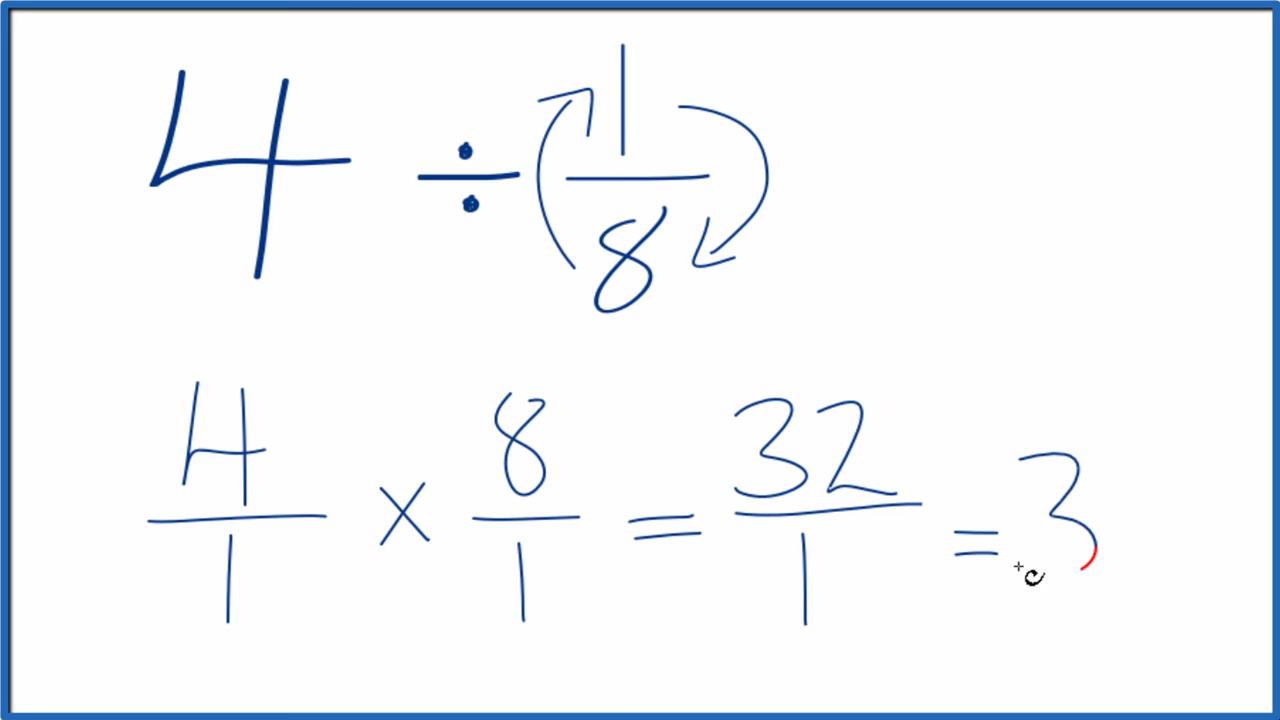 4 ÷ 1/8
4/1 × 8/1 = 32/1 = 3